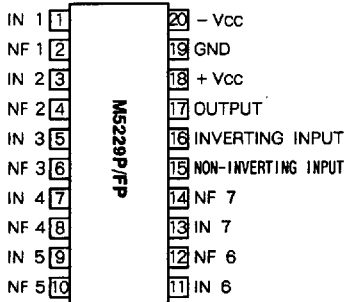 IN 1 1
NF 1 2
IN 2 3
NF 2 4
IN 3 5
NF 3 6
IN 4 7
NF 4 8
IN 5 9
NF 5 10
M5229P/FP
20 - Vcc
19 GND
18 + Vcc
17 OUTPUT
16 INVERTING INPUT
15 NON-INVERTING INPUT
14 NF 7
13 IN 7
12 NF 6
11 IN 6